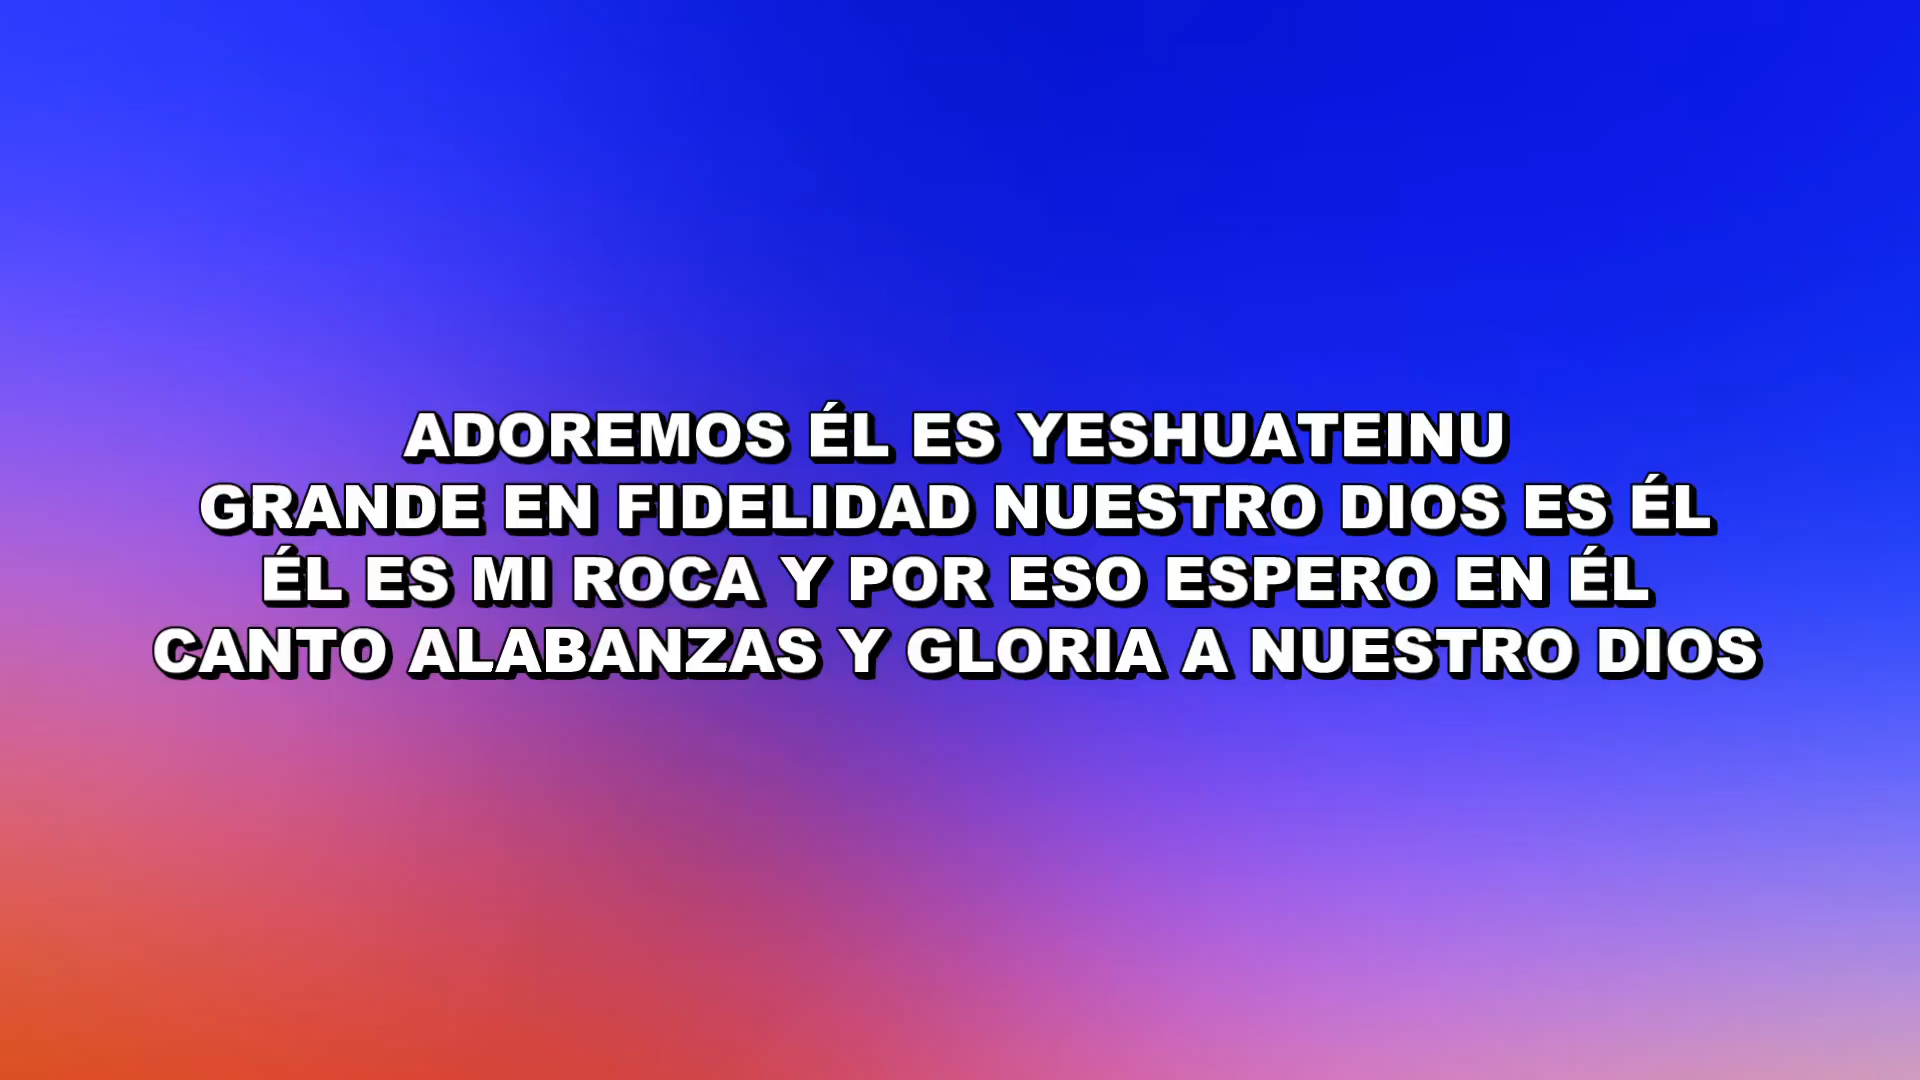 ADOREMOS ÉL ES YESHUATEINU
GRANDE EN FIDELIDAD NUESTRO DIOS ES ÉL
ÉL ES MI ROCA Y POR ESO ESPERO EN ÉL
CANTO ALABANZAS Y GLORIA A NUESTRO DIOS